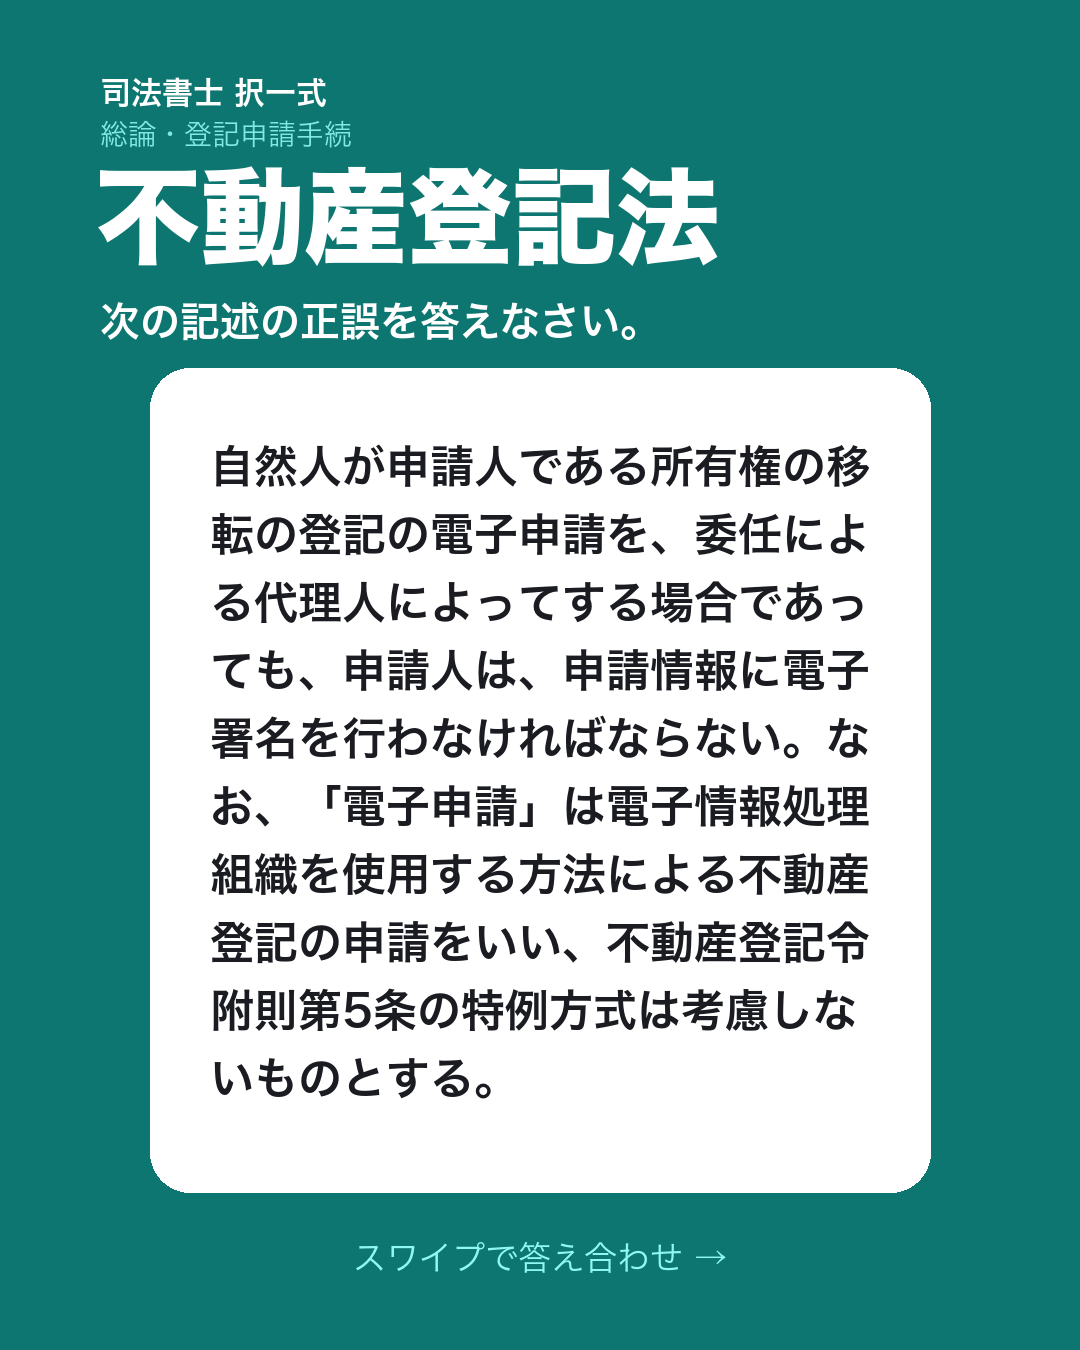 司法書士 択一式
総論・登記申請手続
不動産登記法
次の記述の正誤を答えなさい。
自然人が申請人である所有権の移
転の登記の電子申請を、委任によ
る代理人によってする場合であっ
ても、申請人は、申請情報に電子
署名を行わなければならない。な
お、「電子申請」は電子情報処理
組織を使用する方法による不動産
登記の申請をいい、不動産登記令
附則第5条の特例方式は考慮しな
いものとする。
スワイプで答え合わせ →